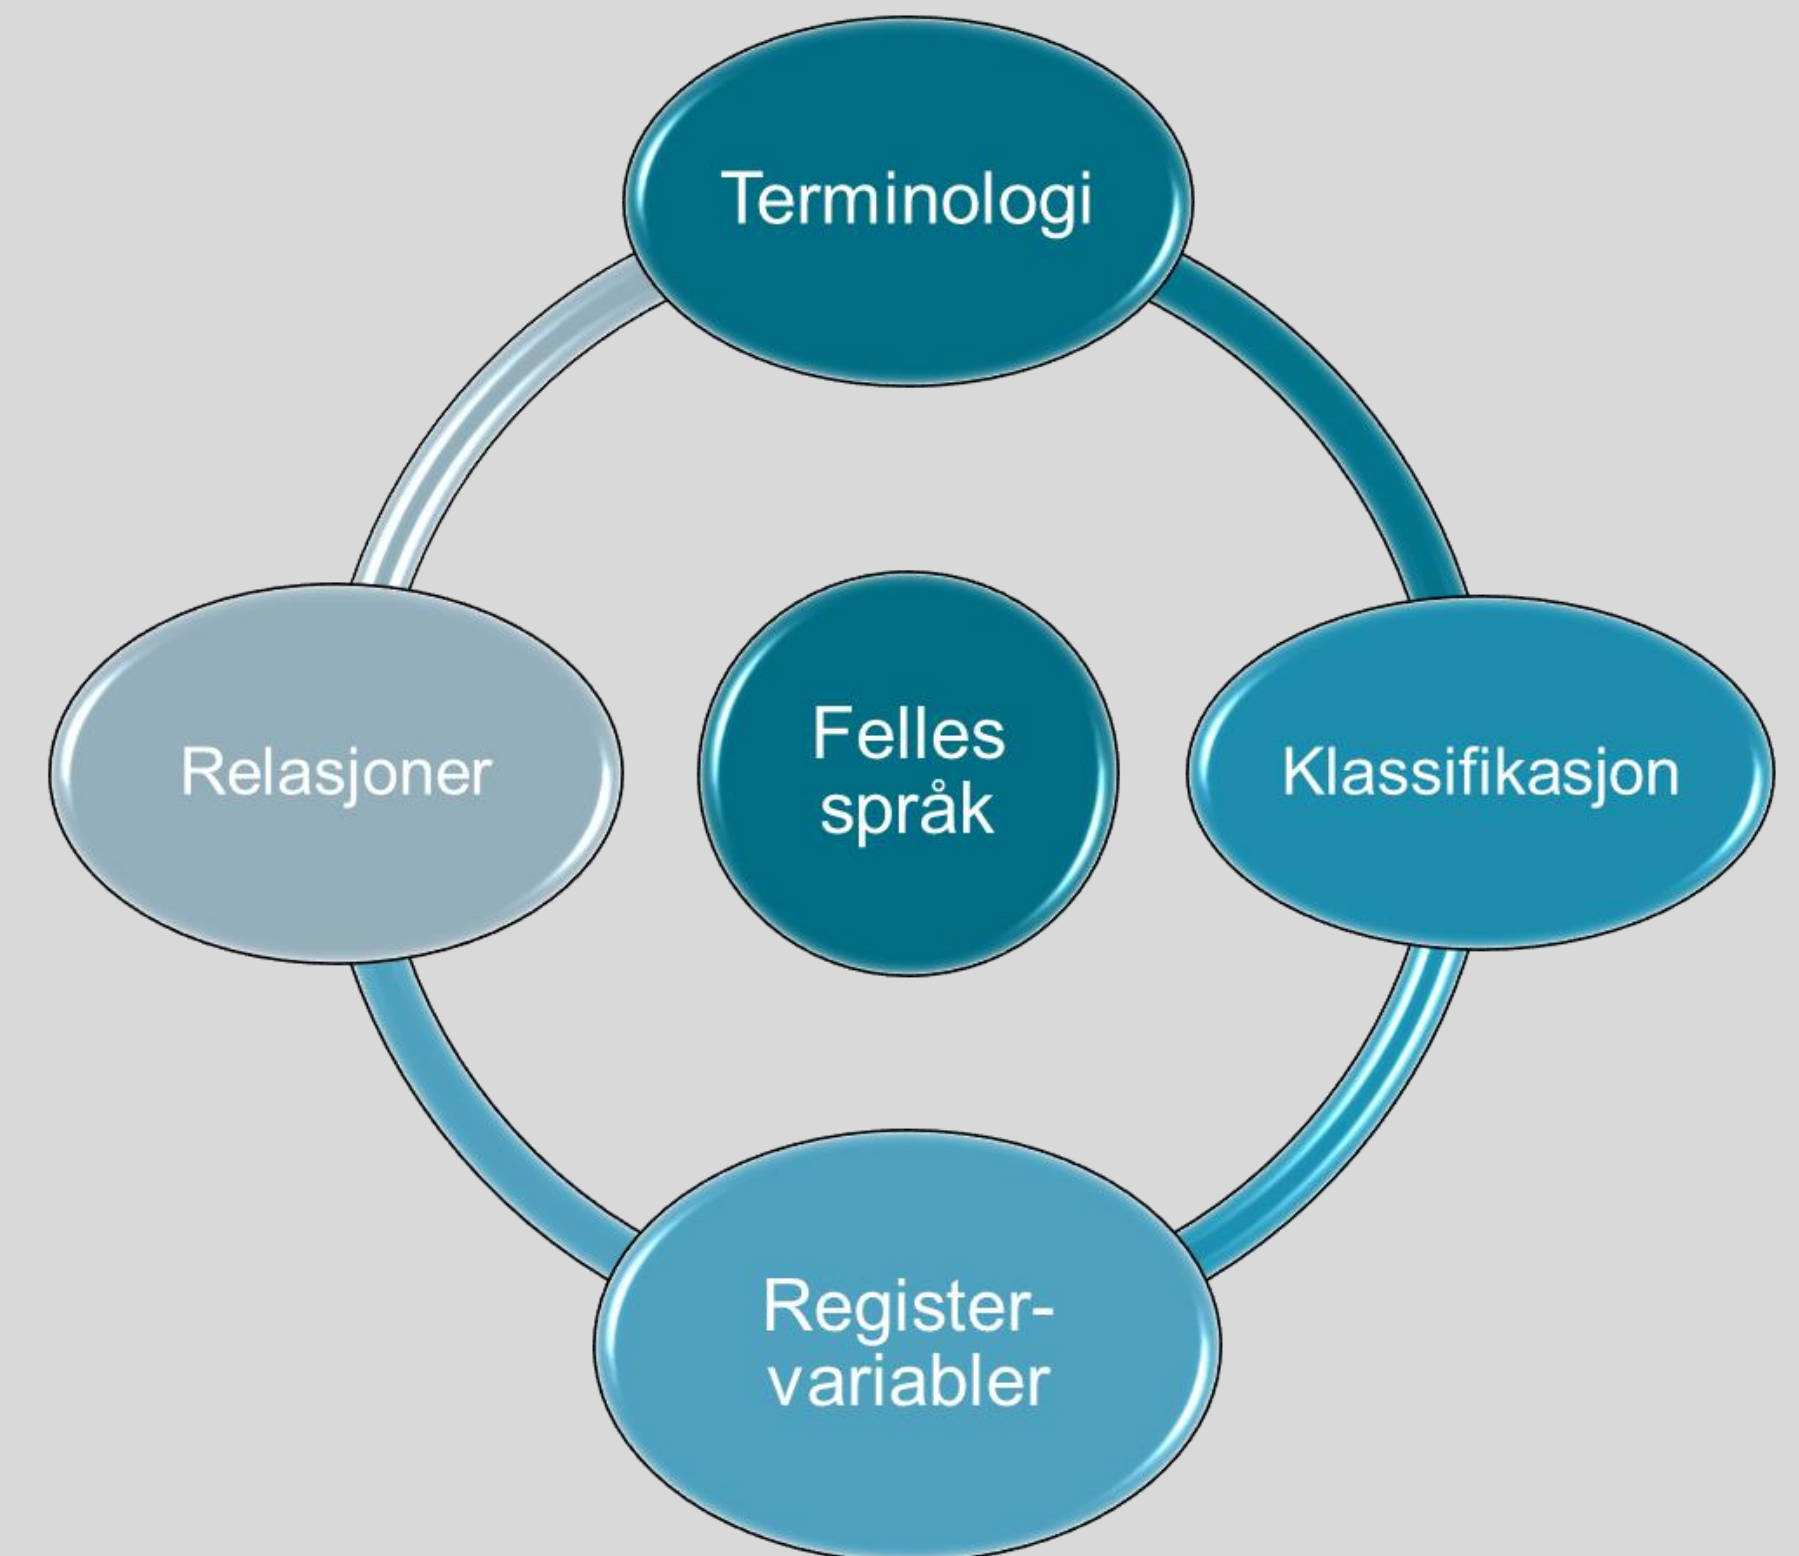 Terminologi
Relasjoner
Felles
språk
Klassifikasjon
Register-
variabler